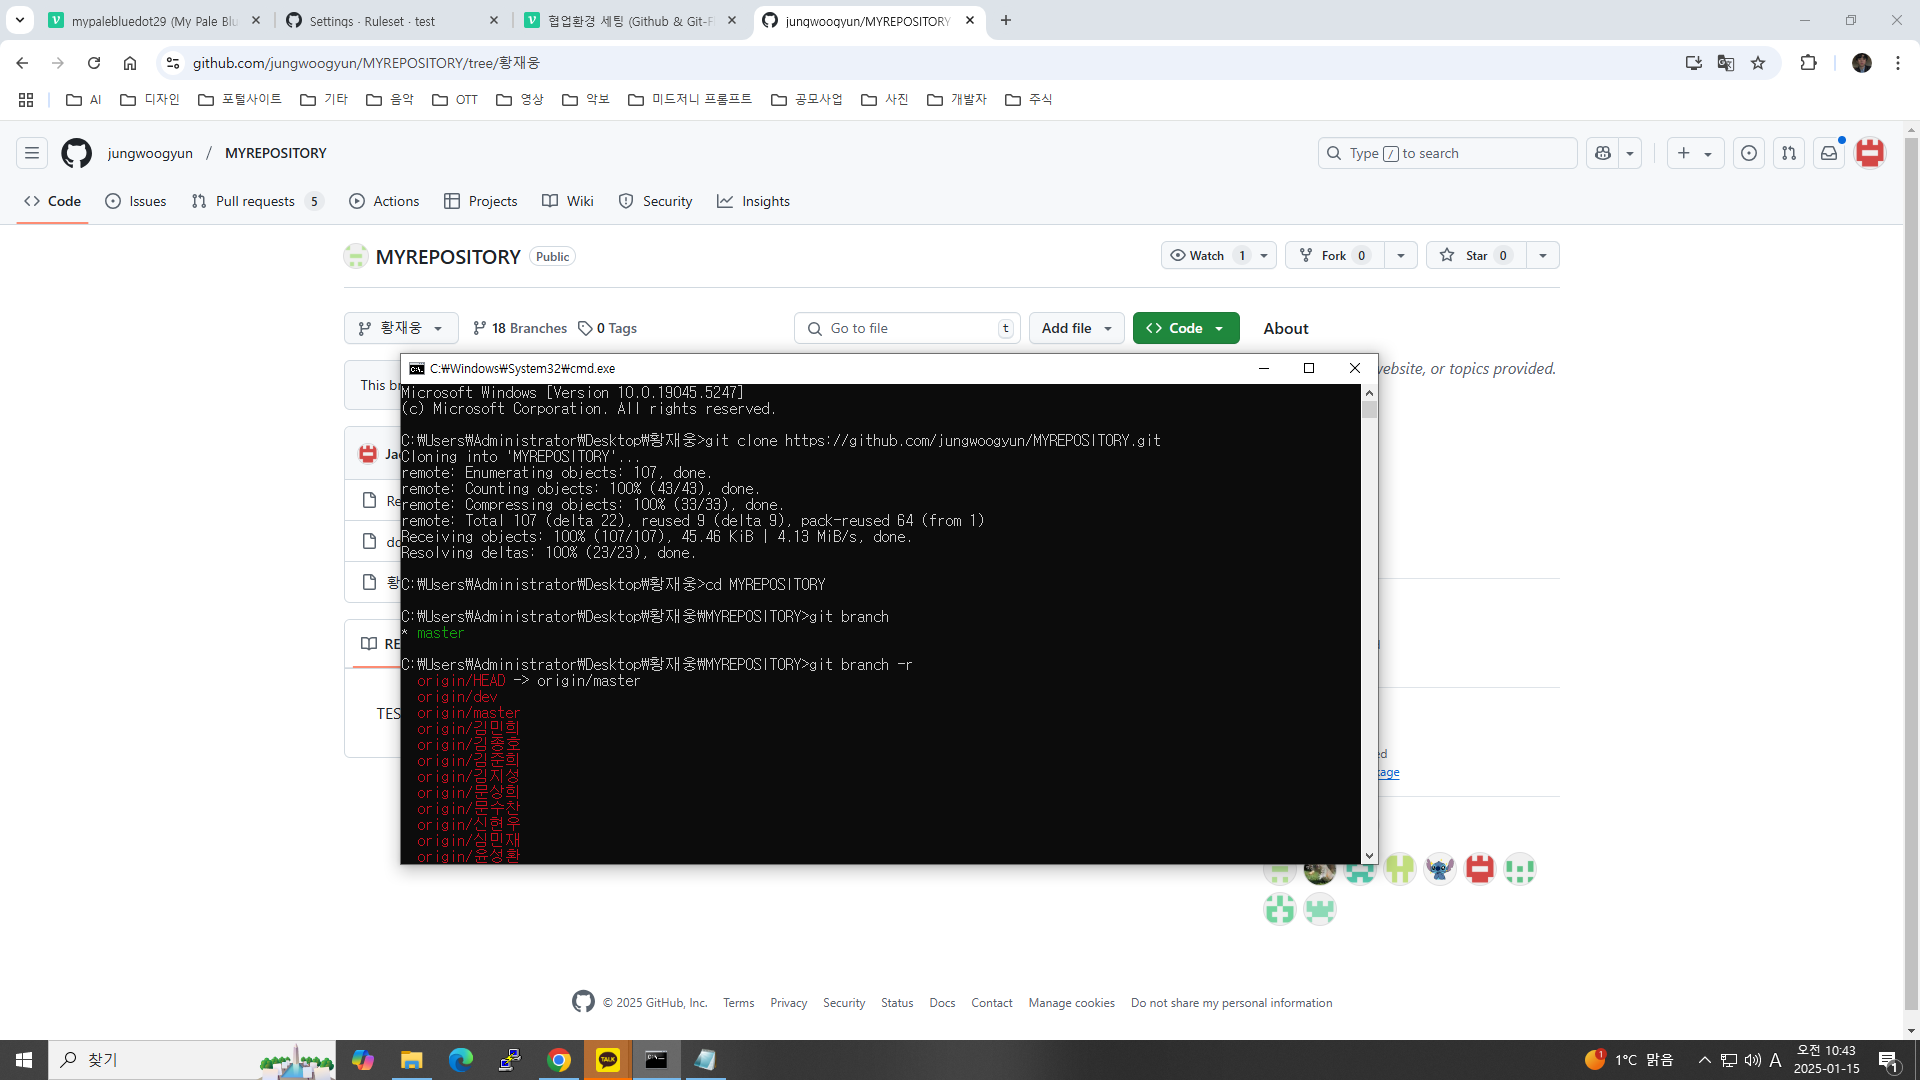 mypalebluedot29 (My Pale Blu
Settings · Ruleset · test
협업환경 세팅 (Github & Git-F
jungwoogyun/MYREPOSITORY
github.com/jungwoogyun/MYREPOSITORY/tree/황재웅
AI
디자인
포털사이트
기타
음악
OTT
영상
악보
미드저니 프롬프트
공모사업
사진
개발자
주식
jungwoogyun / MYREPOSITORY
Type / to search
Code
Issues
Pull requests 5
Actions
Projects
Wiki
Security
Insights
MYREPOSITORY Public
Watch 1
Fork 0
Star 0
황재웅
18 Branches
0 Tags
Go to file t
Add file
Code
About
This br
website, or topics provided.
C:₩Windows₩System32₩cmd.exe
Microsoft Windows [Version 10.0.19045.5247]
(c) Microsoft Corporation. All rights reserved.
C:₩Users₩Administrator₩Desktop₩황재웅>git clone https://github.com/jungwoogyun/MYREPOSITORY.git
Cloning into 'MYREPOSITORY'...
remote: Enumerating objects: 107, done.
remote: Counting objects: 100% (43/43), done.
remote: Compressing objects: 100% (33/33), done.
remote: Total 107 (delta 22), reused 9 (delta 9), pack-reused 64 (from 1)
Receiving objects: 100% (107/107), 45.46 KiB | 4.13 MiB/s, done.
Resolving deltas: 100% (23/23), done.
C:₩Users₩Administrator₩Desktop₩황재웅>cd MYREPOSITORY
C:₩Users₩Administrator₩Desktop₩황재웅₩MYREPOSITORY>git branch
* master
C:₩Users₩Administrator₩Desktop₩황재웅₩MYREPOSITORY>git branch -r
origin/HEAD -> origin/master
origin/dev
origin/master
origin/김민희
origin/김종호
origin/김준희
origin/김지성
origin/문상희
origin/문수찬
origin/신현우
origin/심민재
origin/윤성환
Ja
Re
do
황
RE
TES
ed
kage
© 2025 GitHub, Inc.
Terms
Privacy
Security
Status
Docs
Contact
Manage cookies
Do not share my personal information
찾기
TALK
1
1°C 맑음
A
오전 10:43
2025-01-15
1